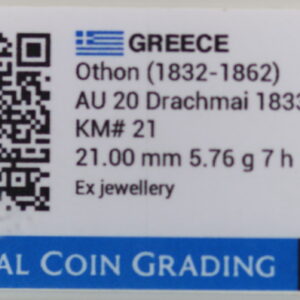 GREECE
Othon (1832-1862)
AU 20 Drachmai 1833
KM# 21
21.00 mm 5.76 g 7 h
Ex jewellery
AL COIN GRADING